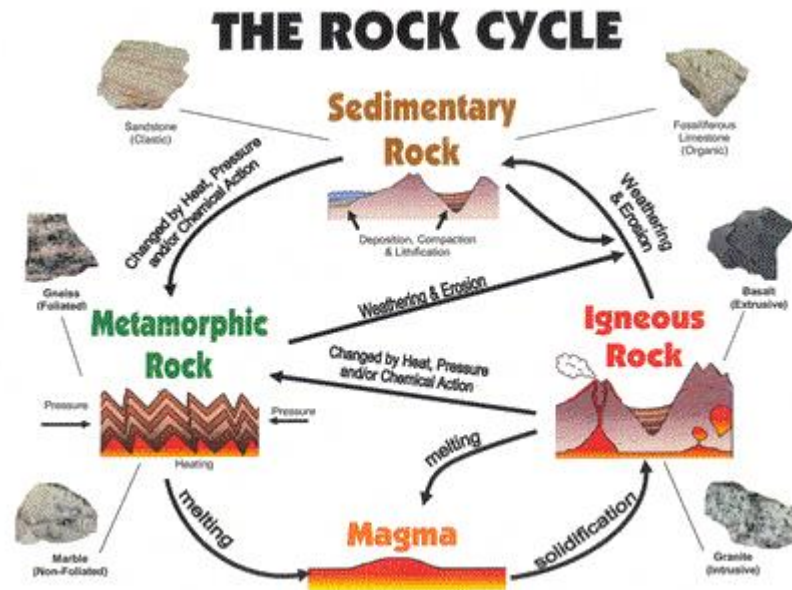 THE ROCK CYCLE
Sandstone
(Clastic)
Sedimentary
Rock
Fossiliferous
Limestone
(Organic)
Changed by Heat, Pressure
and/or Chemical Action
Deposition, Compaction
& Lithification
Weathering
& Erosion
Gneiss
(Foliated)
Weathering & Erosion
Basalt
(Extrusive)
Metamorphic
Rock
Changed by Heat, Pressure
and/or Chemical Action
Igneous
Rock
Pressure
Pressure
Heating
melting
melting
solidification
Magma
Marble
(Non-Foliated)
Granite
(Intrusive)